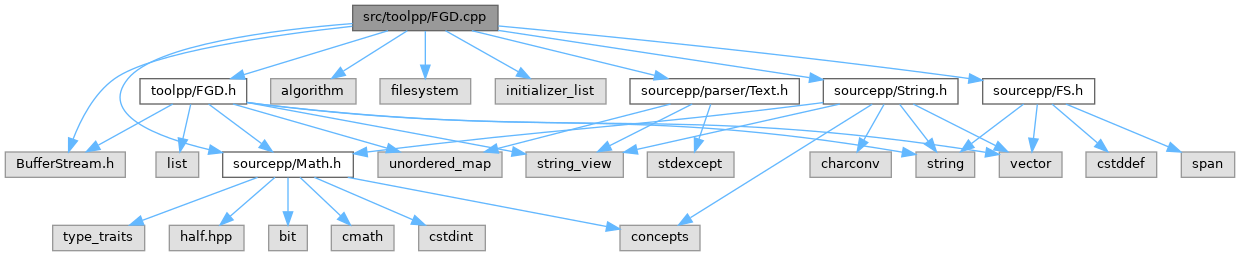 src/toolpp/FGD.cpp
toolpp/FGD.h
algorithm
filesystem
initializer_list
sourcepp/parser/Text.h
sourcepp/String.h
sourcepp/FS.h
BufferStream.h
list
sourcepp/Math.h
unordered_map
string_view
stdexcept
charconv
string
vector
cstddef
span
type_traits
half.hpp
bit
cmath
cstdint
concepts